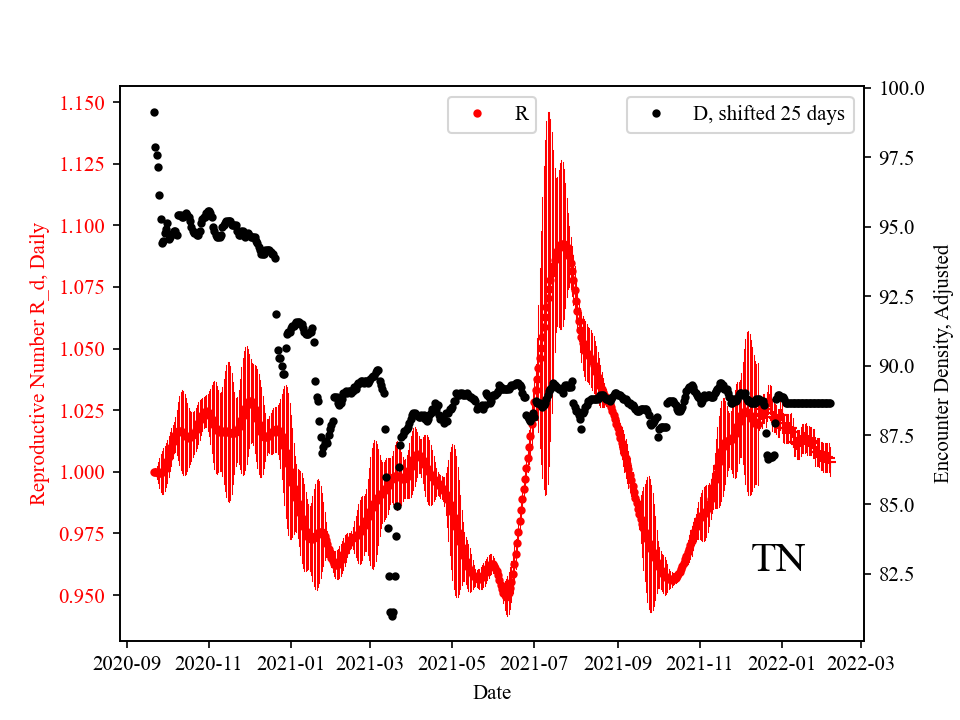 R
D, shifted 25 days
1.150
1.125
1.100
1.075
1.050
1.025
1.000
0.975
0.950
Reproductive Number R_d, Daily
100.0
97.5
95.0
92.5
90.0
87.5
85.0
82.5
Encounter Density, Adjusted
TN
2020-09 2020-11 2021-01 2021-03 2021-05 2021-07 2021-09 2021-11 2022-01 2022-03
Date